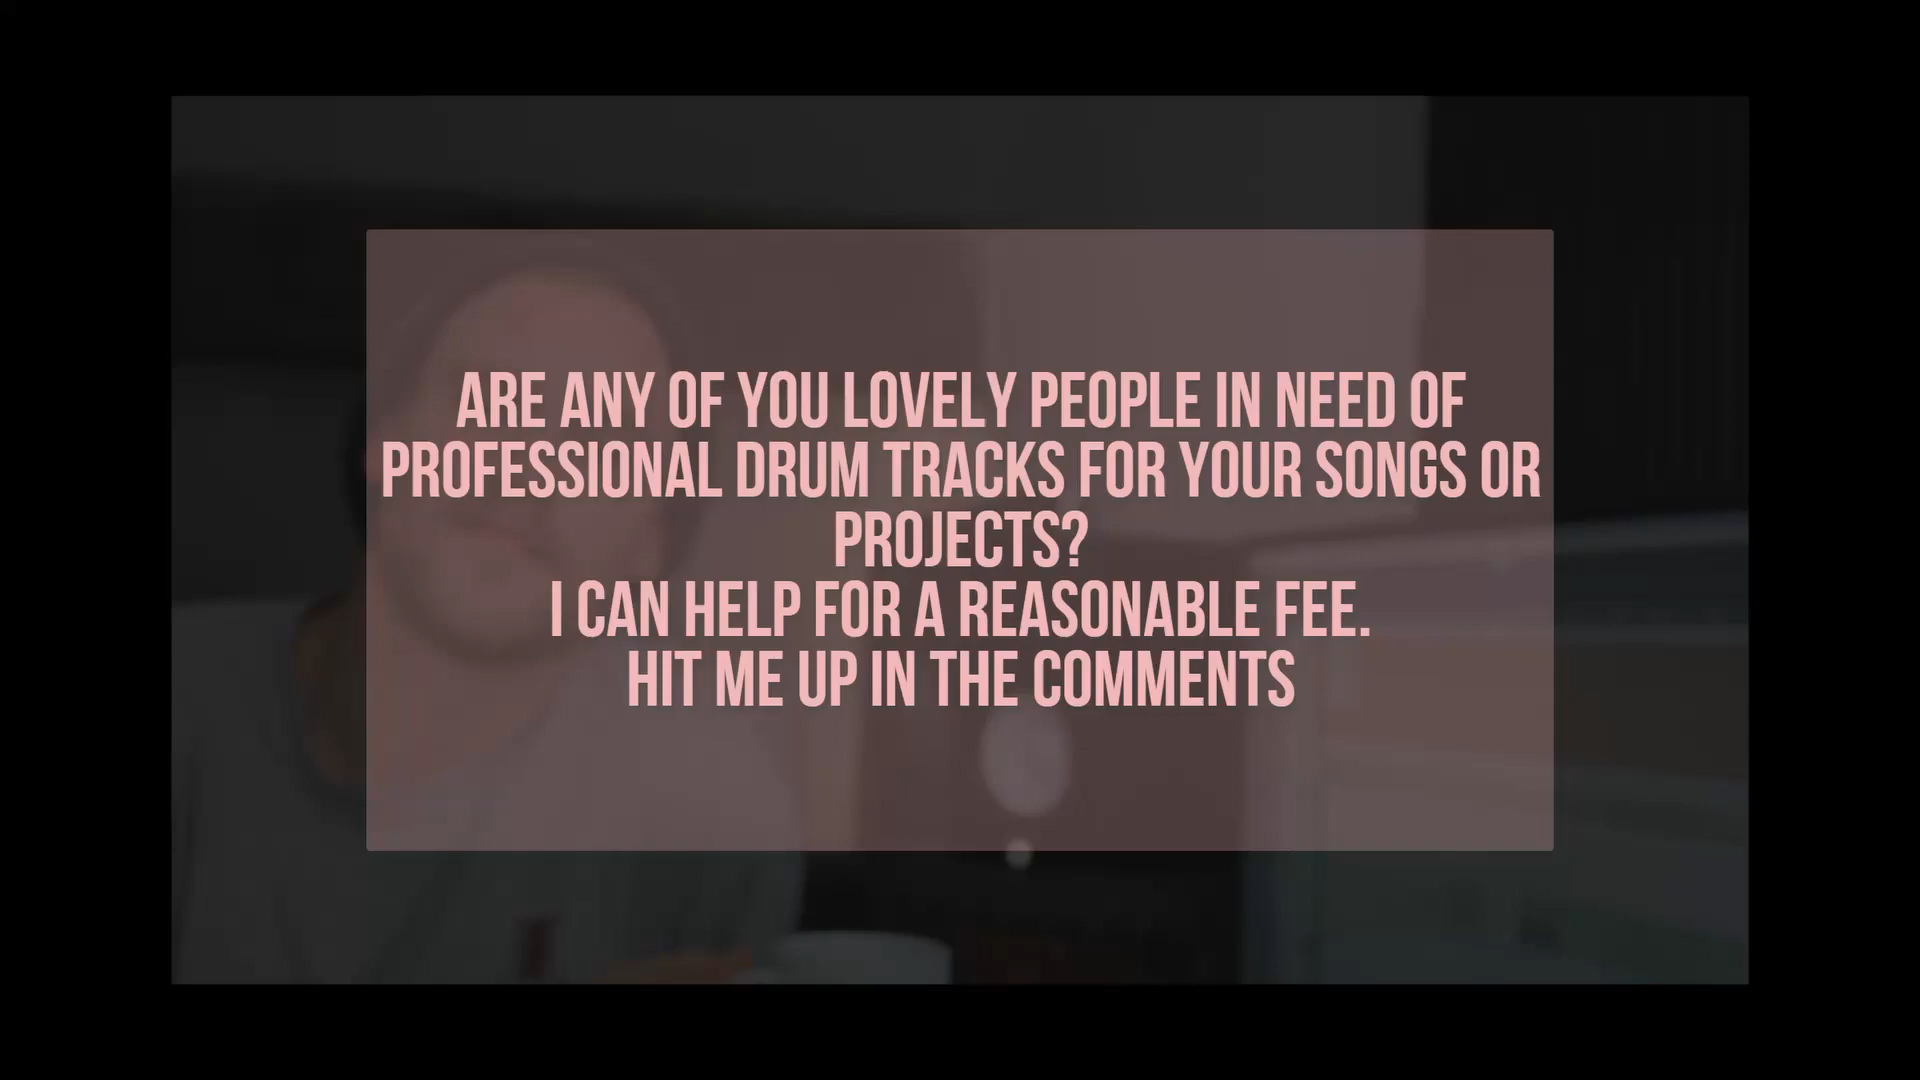 ARE ANY OF YOU LOVELY PEOPLE IN NEED OF
PROFESSIONAL DRUM TRACKS FOR YOUR SONGS OR
PROJECTS?
I CAN HELP FOR A REASONABLE FEE.
HIT ME UP IN THE COMMENTS